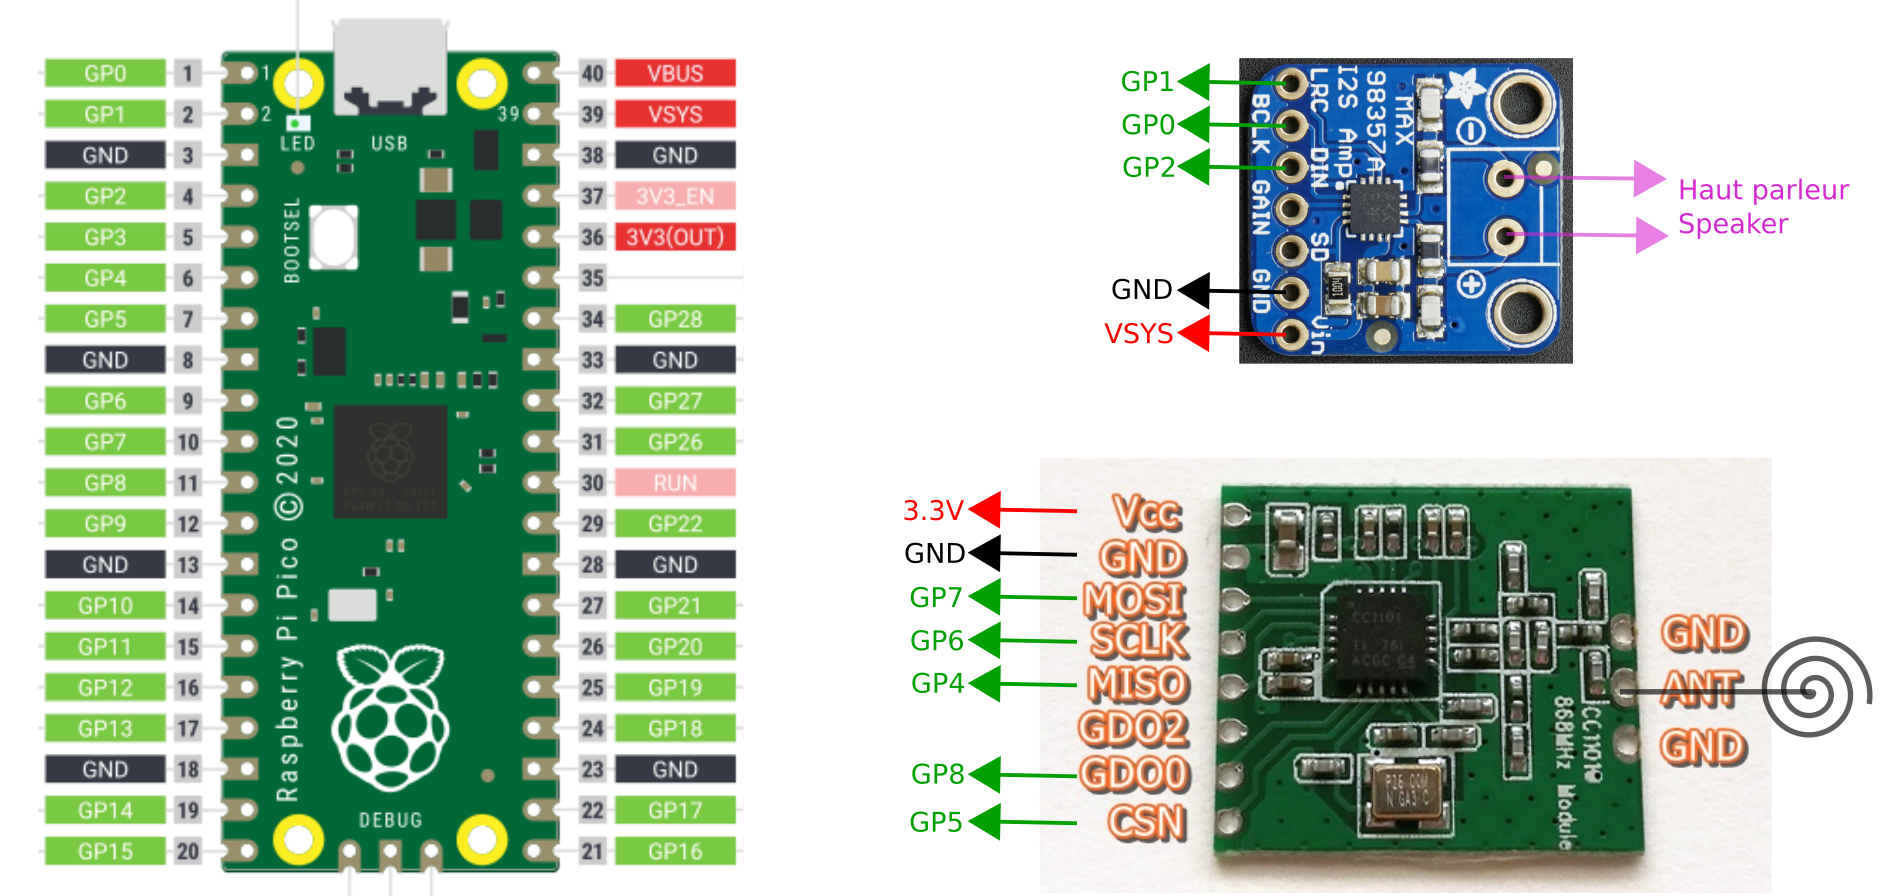 GP0 1
GP1 2
GND 3
GP2 4
GP3 5
GP4 6
GP5 7
GND 8
GP6 9
GP7 10
GP8 11
GP9 12
GND 13
GP10 14
GP11 15
GP12 16
GP13 17
GND 18
GP14 19
GP15 20
1
2
LED
USB
39
BOOTSEL
Raspberry Pi Pico © 2020
DEBUG
40 VBUS
39 VSYS
38 GND
37 3V3_EN
36 3V3(OUT)
35
34 GP28
33 GND
32 GP27
31 GP26
30 RUN
29 GP22
28 GND
27 GP21
26 GP20
25 GP19
24 GP18
23 GND
22 GP17
21 GP16
GP1
GP0
GP2
GND
VSYS
LRC
BCLK
DIN
GAIN
SD
GND
Vin
I2S Amp
98357A
MAX
1004
Haut parleur
Speaker
3.3V
GND
GP7
GP6
GP4
GP8
GP5
Vcc
GND
MOSI
SCLK
MISO
GDO2
GDO0
CSN
CC1101
CC1101
868MHz Module
GND
ANT
GND